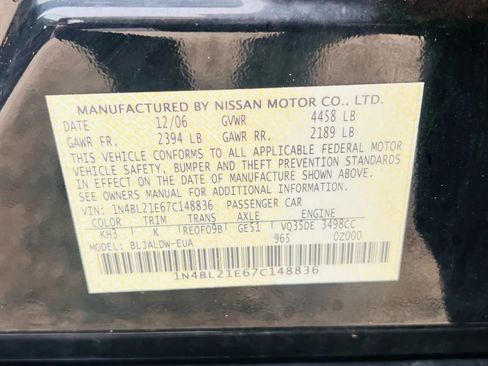 MANUFACTURED BY NISSAN MOTOR CO., LTD.
DATE 12/06 GVWR 4458 LB
GAWR FR. 2394 LB GAWR RR. 2189 LB
THIS VEHICLE CONFORMS TO ALL APPLICABLE FEDERAL MOTOR
VEHICLE SAFETY, BUMPER AND THEFT PREVENTION STANDARDS
IN EFFECT ON THE DATE OF MANUFACTURE SHOWN ABOVE.
SEE OWNERS MANUAL FOR ADDITIONAL INFORMATION.
VIN: 1N4BL21E67C148836 PASSENGER CAR
COLOR TRIM TRANS AXLE ENGINE
KH3 K RE0F09B GE51 VQ35DE 3498CC
MODEL: BLJALDW-EUA 965 0Z000
1N4BL21E67C148836